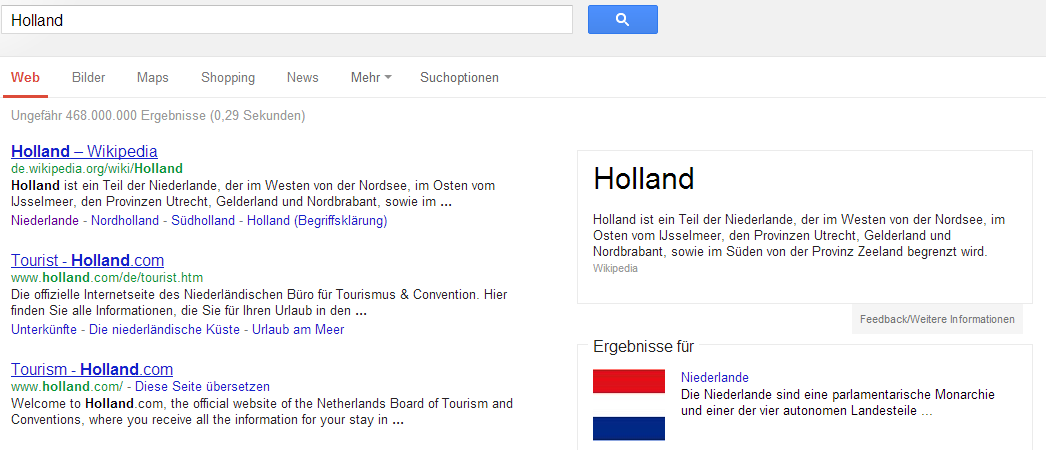 Holland
Web Bilder Maps Shopping News Mehr Suchoptionen
Ungefähr 468.000.000 Ergebnisse (0,29 Sekunden)
Holland – Wikipedia
de.wikipedia.org/wiki/Holland
Holland ist ein Teil der Niederlande, der im Westen von der Nordsee, im Osten vom
IJsselmeer, den Provinzen Utrecht, Gelderland und Nordbrabant, sowie im ...
Niederlande - Nordholland - Südholland - Holland (Begriffsklärung)
Tourist - Holland.com
www.holland.com/de/tourist.htm
Die offizielle Internetseite des Niederländischen Büro für Tourismus & Convention. Hier
finden Sie alle Informationen, die Sie für Ihren Urlaub in den ...
Unterkünfte - Die niederländische Küste - Urlaub am Meer
Tourism - Holland.com
www.holland.com/ - Diese Seite übersetzen
Welcome to Holland.com, the official website of the Netherlands Board of Tourism and
Conventions, where you receive all the information for your stay in ...
Holland
Holland ist ein Teil der Niederlande, der im Westen von der Nordsee, im
Osten vom IJsselmeer, den Provinzen Utrecht, Gelderland und
Nordbrabant, sowie im Süden von der Provinz Zeeland begrenzt wird.
Wikipedia
Feedback/Weitere Informationen
Ergebnisse für
Niederlande
Die Niederlande sind eine parlamentarische Monarchie
und einer der vier autonomen Landesteile ...